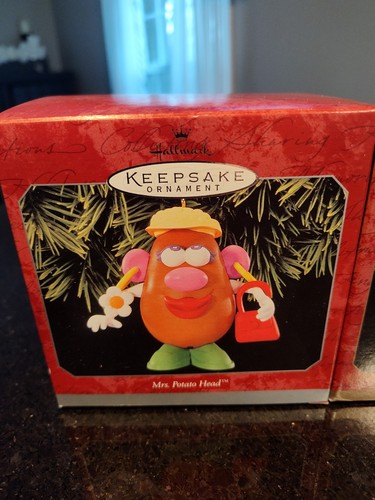 Hallmark
KEEPSAKE
ORNAMENT
Mrs. Potato Head™